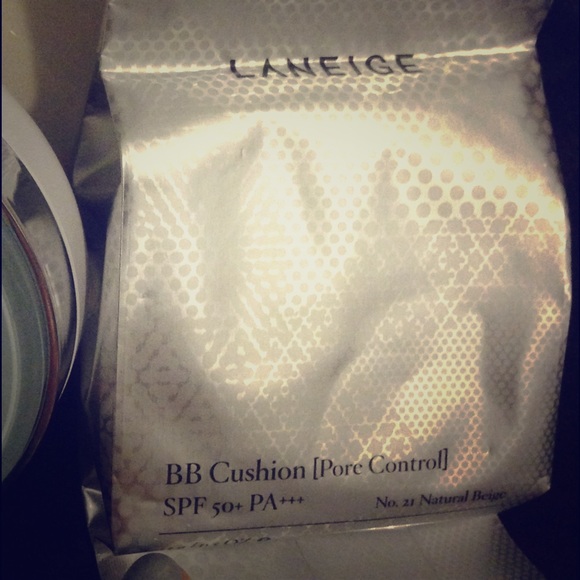 LANEIGE
BB Cushion [Pore Control]
SPF 50+ PA+++
No. 21 Natural Beige